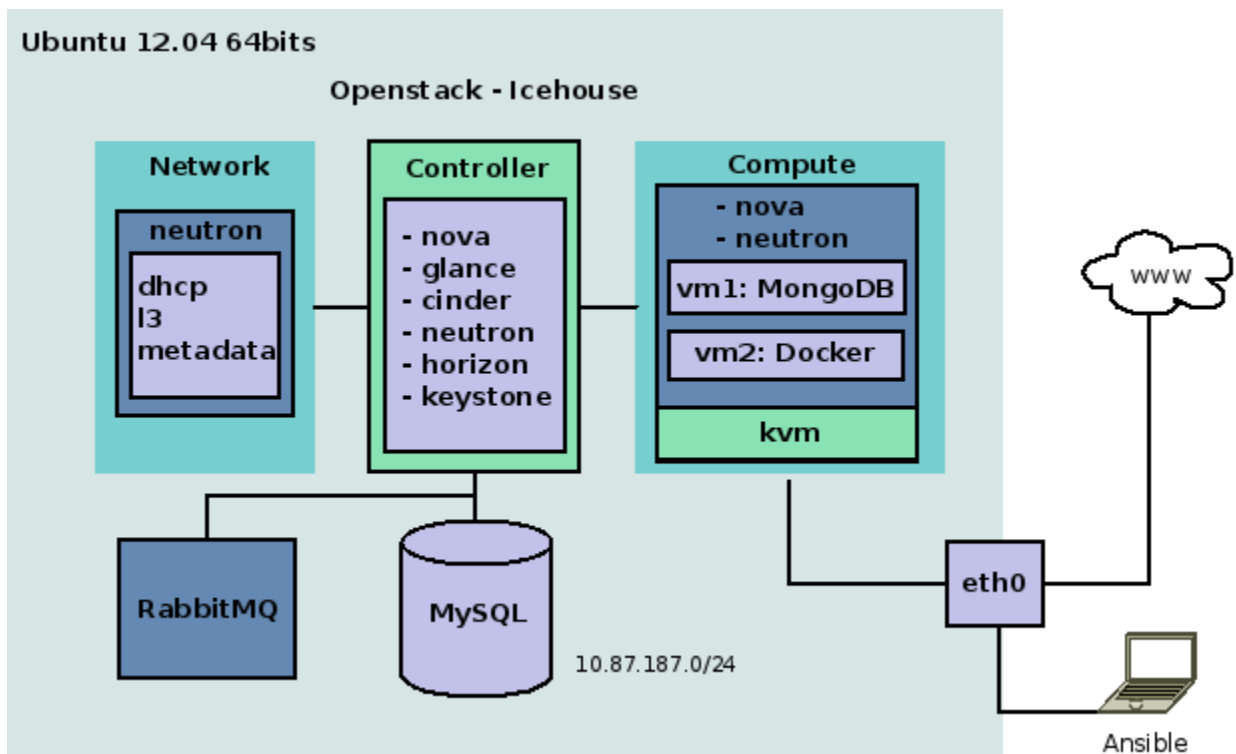 Ubuntu 12.04 64bits
Openstack - Icehouse
Network
neutron
dhcp
l3
metadata
Controller
- nova
- glance
- cinder
- neutron
- horizon
- keystone
Compute
- nova
- neutron
vm1: MongoDB
vm2: Docker
kvm
www
RabbitMQ
MySQL
10.87.187.0/24
eth0
Ansible